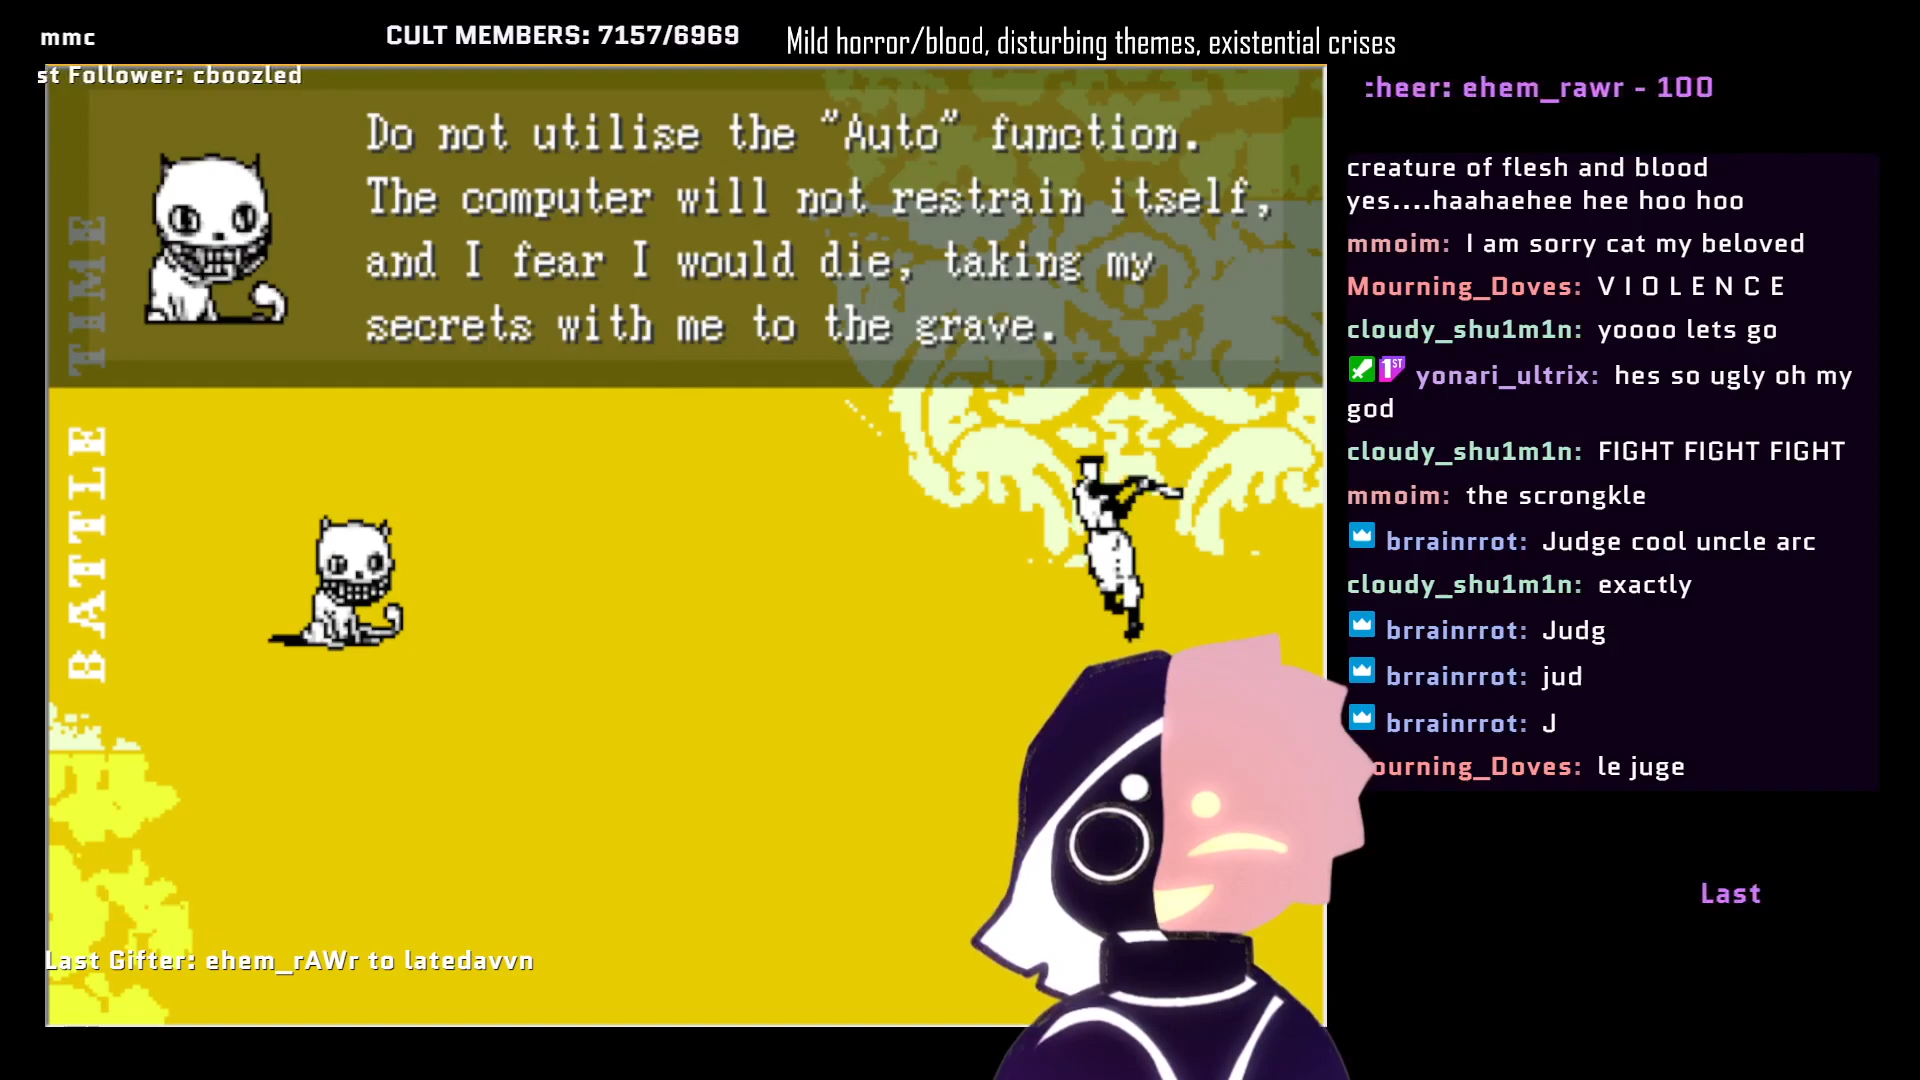 mmc
CULT MEMBERS: 7157/6969
Mild horror/blood, disturbing themes, existential crises
st Follower: cboozled
cheer: ehem_rawr - 100
Do not utilise the "Auto" function.
The computer will not restrain itself,
and I fear I would die, taking my
secrets with me to the grave.
BATTLE TIME
creature of flesh and blood
yes....haahaehee hee hoo hoo
mmoim: I am sorry cat my beloved
Mourning_Doves: V I O L E N C E
cloudy_shu1m1n: yoooo lets go
1ST yonari_ultrix: hes so ugly oh my
god
cloudy_shu1m1n: FIGHT FIGHT FIGHT
mmoim: the scrongkle
brrainrrot: Judge cool uncle arc
cloudy_shu1m1n: exactly
brrainrrot: Judg
brrainrrot: jud
brrainrrot: J
ourning_Doves: le juge
Last
Last Gifter: ehem_rAWr to latedavvn